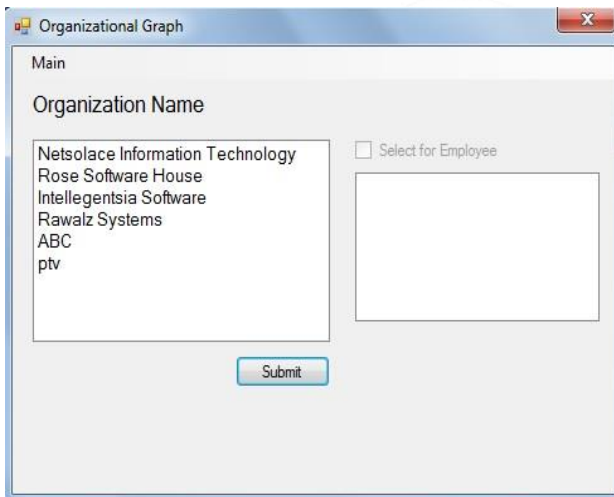 Organizational Graph
Main
Organization Name
Netsolace Information Technology
Rose Software House
Intellegentsia Software
Rawalz Systems
ABC
ptv
Select for Employee
Submit